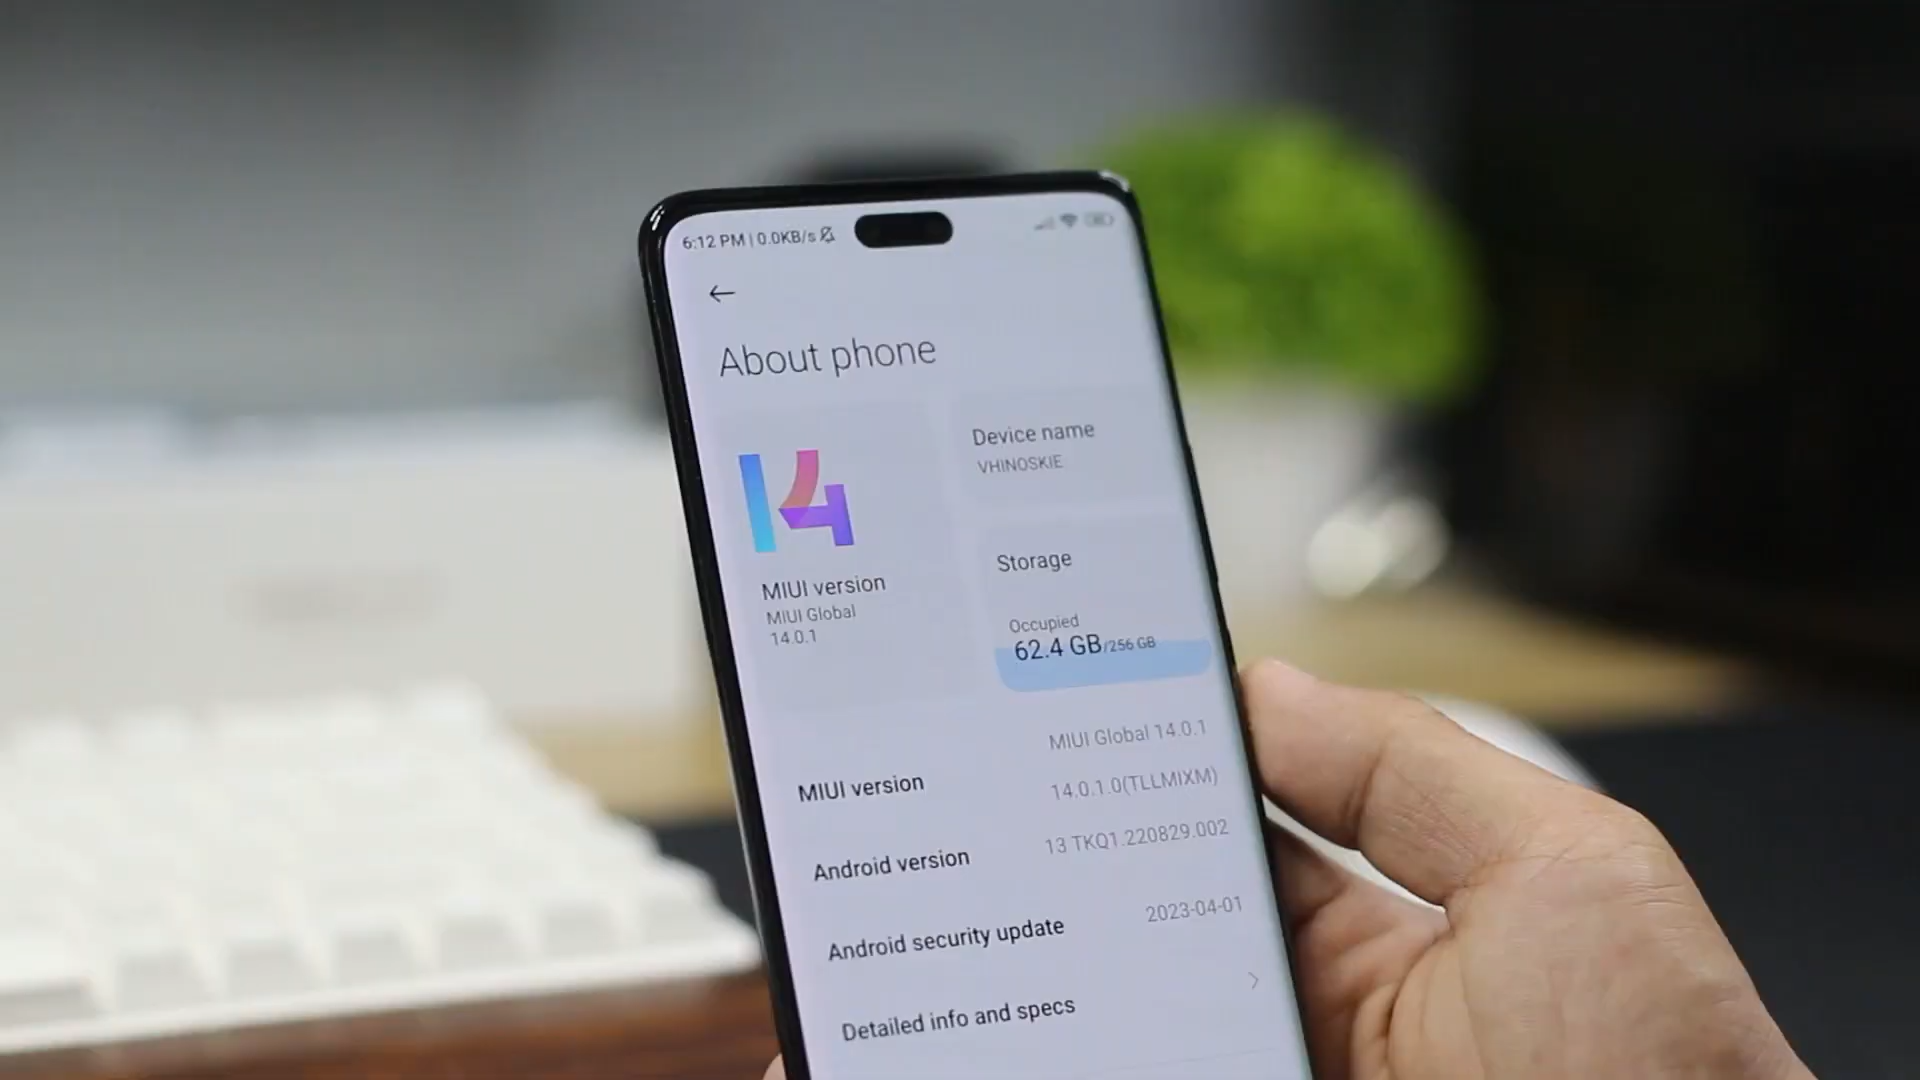 6:12 PM | 0.0KB/s
About phone
14
MIUI version
MIUI Global
14.0.1
Device name
VHINOSKIE
Storage
Occupied
62.4 GB/256 GB
MIUI version
MIUI Global 14.0.1
14.0.1.0(TLLMIXM)
Android version
13 TKQ1.220829.002
Android security update
2023-04-01
Detailed info and specs